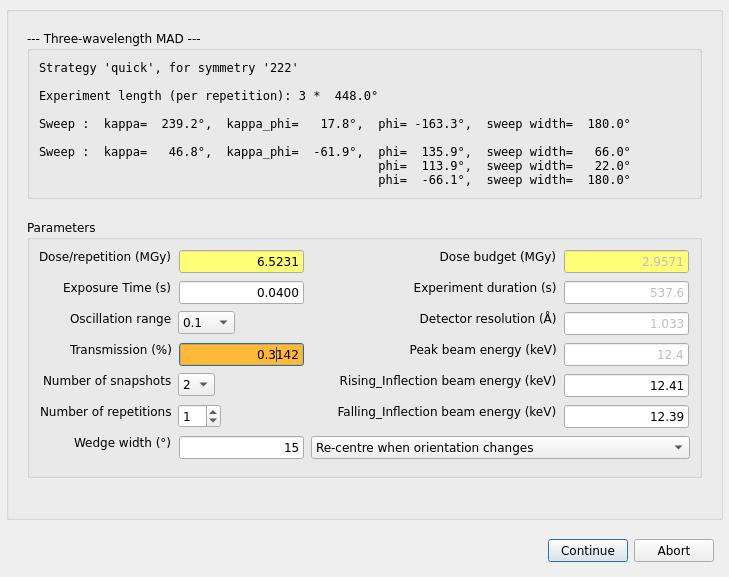 --- Three-wavelength MAD ---
Strategy 'quick', for symmetry '222'
Experiment length (per repetition): 3 *  448.0°
Sweep :  kappa=  239.2°,  kappa_phi=   17.8°,  phi= -163.3°,  sweep width=  180.0°
Sweep :  kappa=   46.8°,  kappa_phi=  -61.9°,  phi=  135.9°,  sweep width=   66.0°
phi=  113.9°,  sweep width=   22.0°
phi=  -66.1°,  sweep width=  180.0°
Parameters
Dose/repetition (MGy) 6.5231 Dose budget (MGy) 2.9571
Exposure Time (s) 0.0400 Experiment duration (s) 537.6
Oscillation range 0.1 Detector resolution (Å) 1.033
Transmission (%) 0.3142 Peak beam energy (keV) 12.4
Number of snapshots 2 Rising_Inflection beam energy (keV) 12.41
Number of repetitions 1 Falling_Inflection beam energy (keV) 12.39
Wedge width (°) 15 Re-centre when orientation changes
Continue Abort